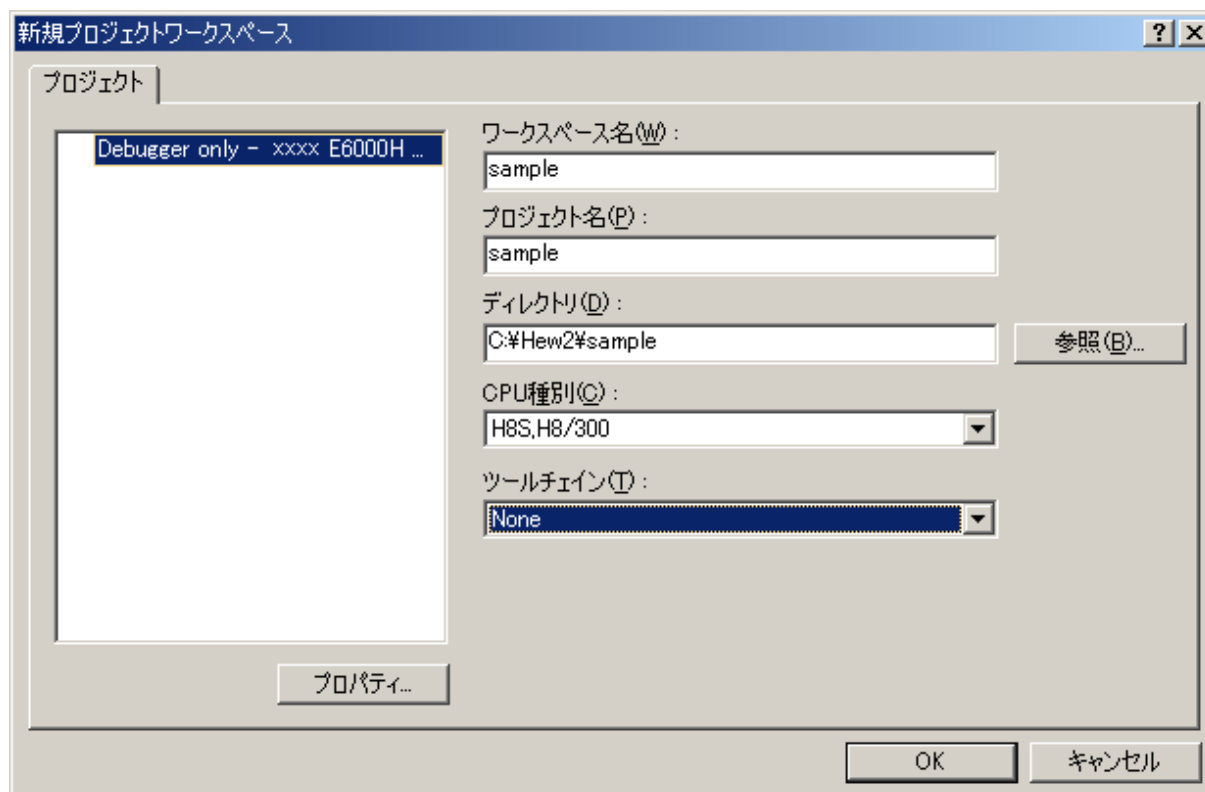 新規プロジェクトワークスペース
プロジェクト
Debugger only - xxxx E6000H ...
ワークスペース名(W) :
sample
プロジェクト名(P) :
sample
ディレクトリ(D) :
C:¥Hew2¥sample
参照(B)...
CPU種別(C) :
H8S,H8/300
ツールチェイン(T) :
None
プロパティ...
OK
キャンセル